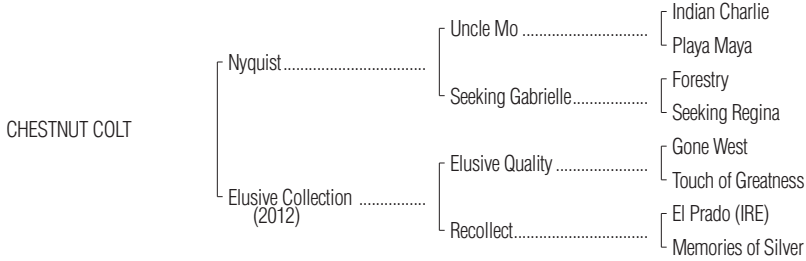 Indian Charlie
Uncle Mo ................................
Playa Maya
Nyquist....................................
Forestry
Seeking Gabrielle...................
Seeking Regina
CHESTNUT COLT
Gone West
Elusive Quality .......................
Touch of Greatness
Elusive Collection .................
(2012)
El Prado (IRE)
Recollect..................................
Memories of Silver